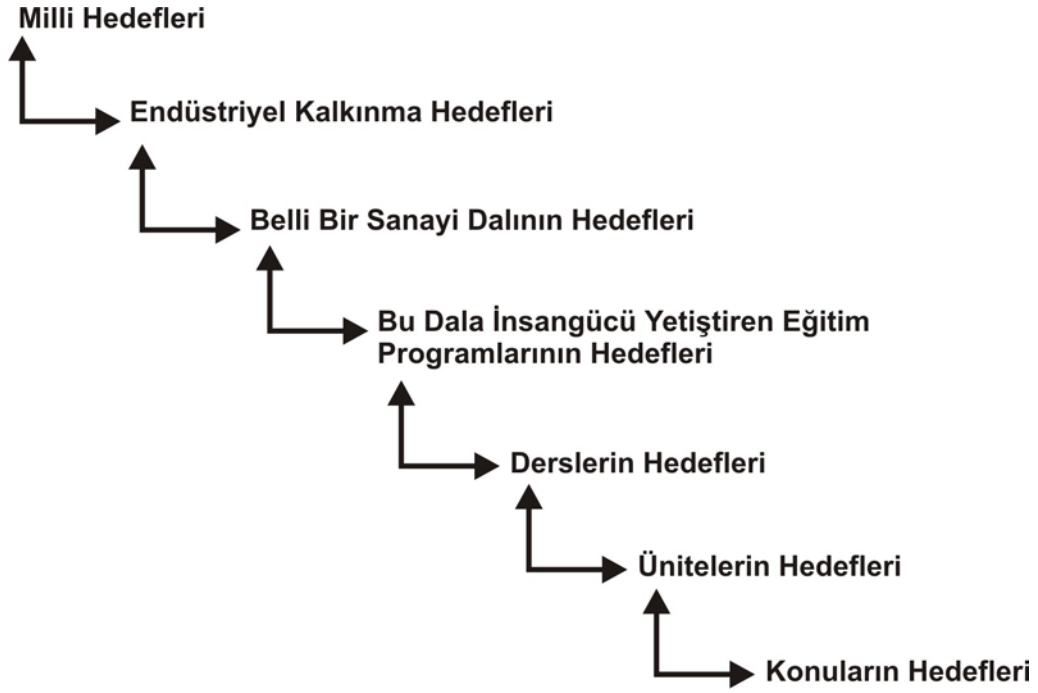 Milli Hedefleri
Endüstriyel Kalkınma Hedefleri
Belli Bir Sanayi Dalının Hedefleri
Bu Dala İnsangücü Yetiştiren Eğitim
Programlarının Hedefleri
Derslerin Hedefleri
Ünitelerin Hedefleri
Konuların Hedefleri